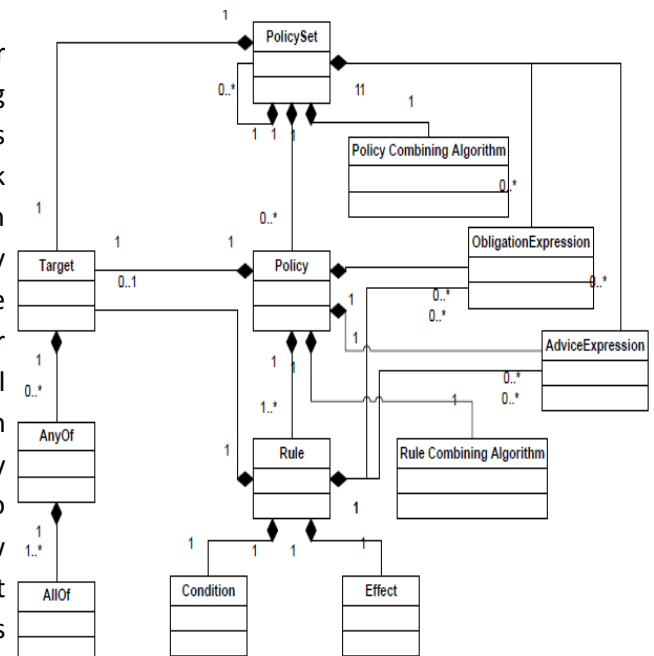 1
PolicySet
r
g
0..*
11
1
s
1 1 1
k
Policy Combining Algorithm
0..*
1
n
0..*
1
1
ObligationExpression
y
Target
Policy
0..1
0..*
e
0..*
1
0..*
r
1
AdviceExpression
1
1
1
l
0..*
0..*
1..*
1
0..*
n
AnyOf
1
Rule
Rule Combining Algorithm
y
o
1
1
1
1
1
1
1..*
y
AllOf
Condition
Effect
t
s